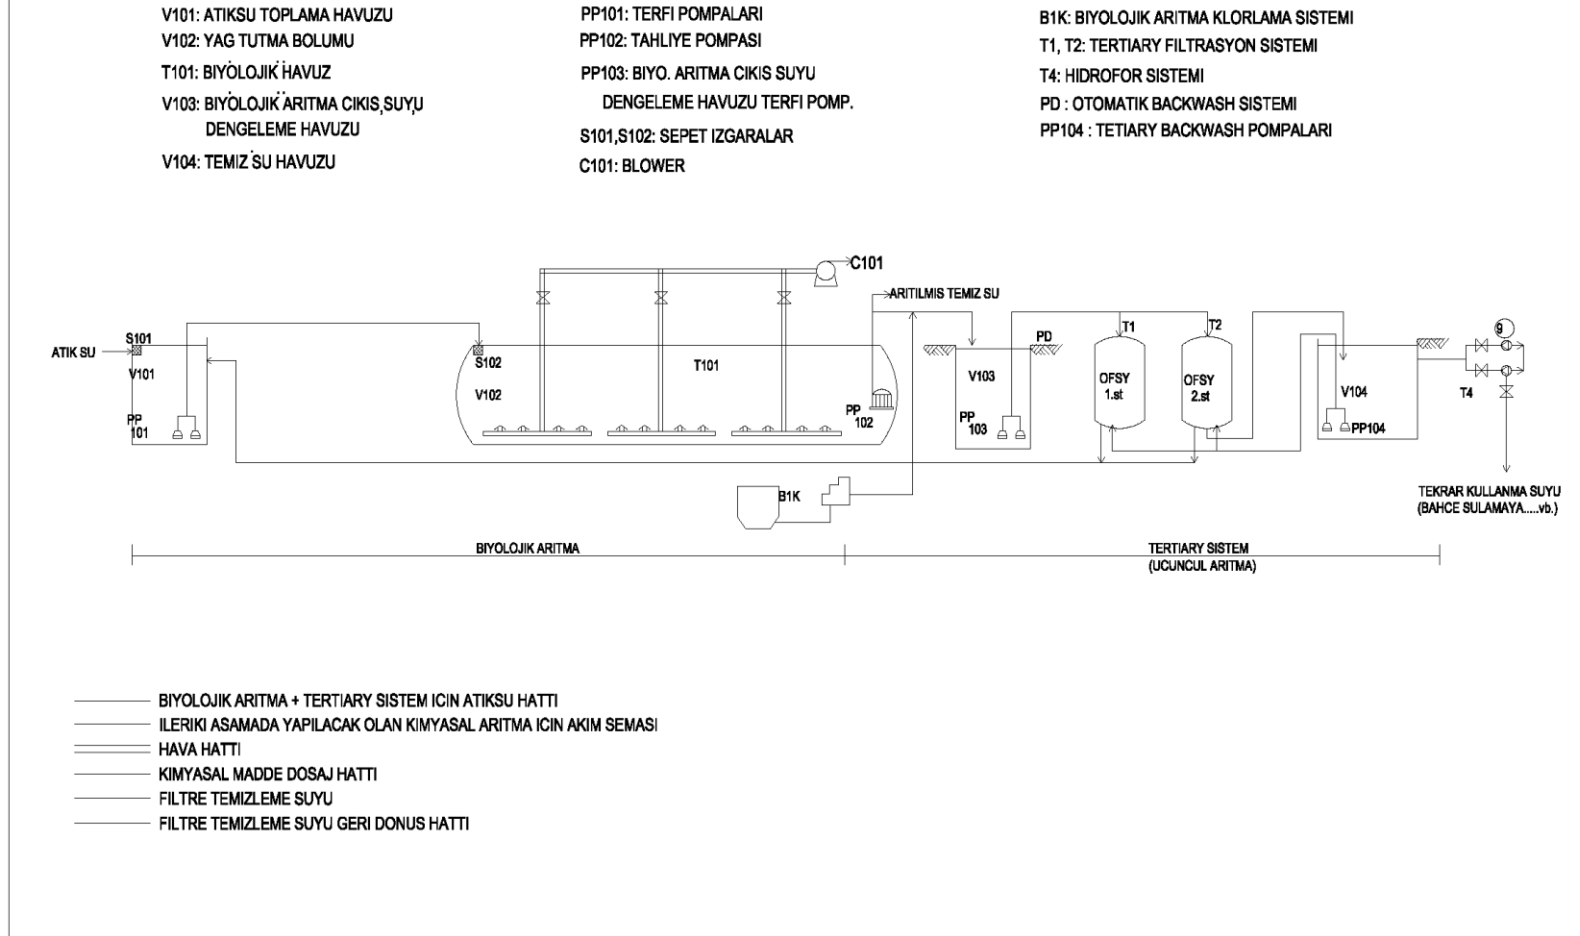 V101: ATIKSU TOPLAMA HAVUZU
V102: YAG TUTMA BOLUMU
T101: BIYOLOJIK HAVUZ
V103: BIYOLOJIK ARITMA CIKIS SUYU
DENGELEME HAVUZU
V104: TEMIZ SU HAVUZU
PP101: TERFI POMPALARI
PP102: TAHLIYE POMPASI
PP103: BIYO. ARITMA CIKIS SUYU
DENGELEME HAVUZU TERFI POMP.
S101,S102: SEPET IZGARALAR
C101: BLOWER
B1K: BIYOLOJIK ARITMA KLORLAMA SISTEMI
T1, T2: TERTIARY FILTRASYON SISTEMI
T4: HIDROFOR SISTEMI
PD : OTOMATIK BACKWASH SISTEMI
PP104 : TETIARY BACKWASH POMPALARI
C101
ARITILMIS TEMIZ SU
ATIK SU
S101
V101
PP
101
S102
V102
T101
PP
102
PD
V103
PP
103
T1
OFSY
1.st
T2
OFSY
2.st
V104
PP104
9
T4
B1K
TEKRAR KULLANMA SUYU
(BAHCE SULAMAYA.....vb.)
BIYOLOJIK ARITMA
TERTIARY SISTEM
(UCUNCUL ARITMA)
BIYOLOJIK ARITMA + TERTIARY SISTEM ICIN ATIKSU HATTI
ILERIKI ASAMADA YAPILACAK OLAN KIMYASAL ARITMA ICIN AKIM SEMASI
HAVA HATTI
KIMYASAL MADDE DOSAJ HATTI
FILTRE TEMIZLEME SUYU
FILTRE TEMIZLEME SUYU GERI DONUS HATTI